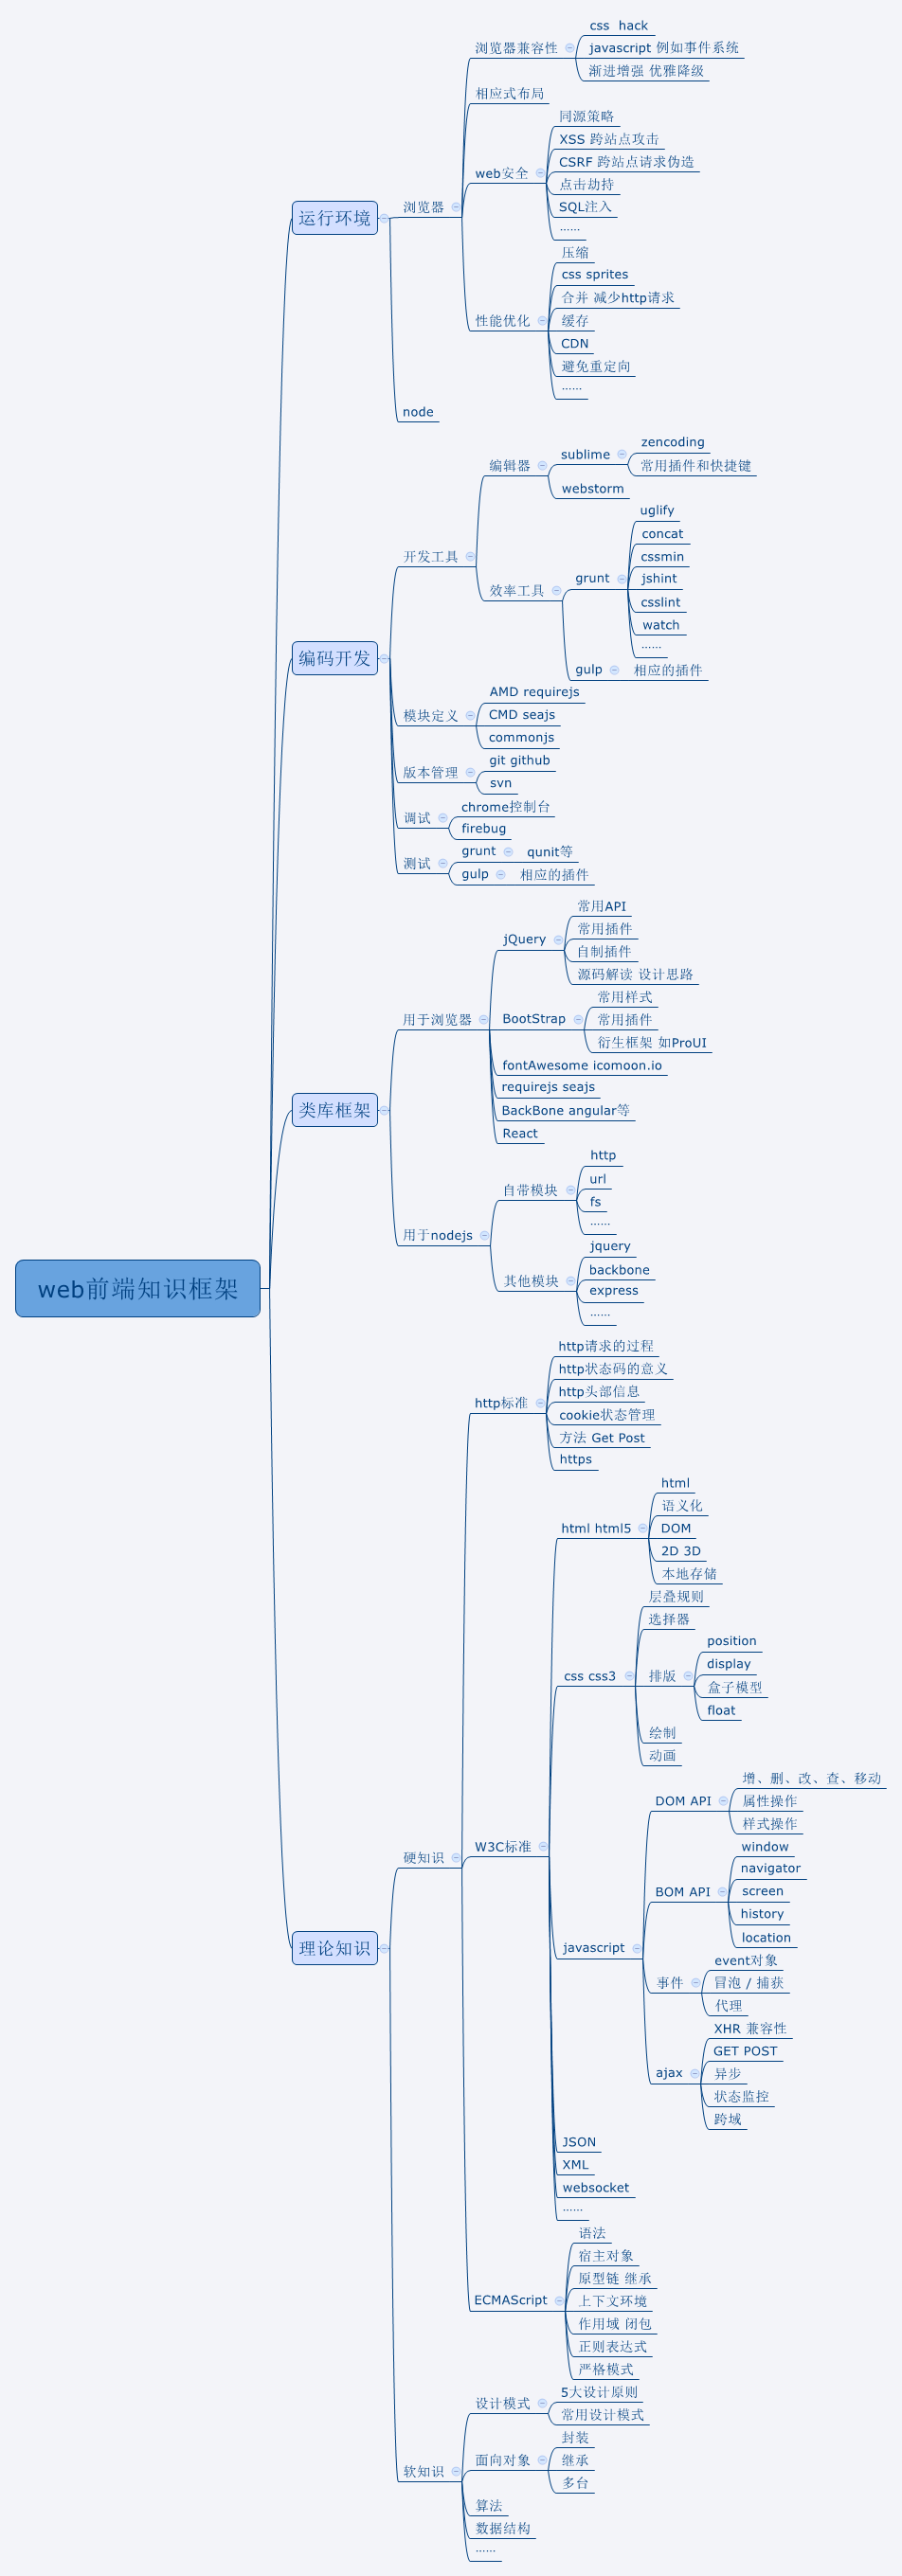 css  hack
浏览器兼容性
javascript 例如事件系统
渐进增强 优雅降级
相应式布局
同源策略
XSS 跨站点攻击
CSRF 跨站点请求伪造
web安全
点击劫持
浏览器
SQL注入
运行环境
……
压缩
css sprites
合并 减少http请求
性能优化
缓存
CDN
避免重定向
……
node
zencoding
sublime
编辑器
常用插件和快捷键
webstorm
uglify
concat
开发工具
cssmin
grunt
jshint
效率工具
csslint
watch
……
编码开发
gulp
相应的插件
AMD requirejs
模块定义
CMD seajs
commonjs
git github
版本管理
svn
chrome控制台
调试
firebug
grunt
qunit等
测试
gulp
相应的插件
常用API
常用插件
jQuery
自制插件
源码解读 设计思路
常用样式
用于浏览器
BootStrap
常用插件
衍生框架 如ProUI
fontAwesome icomoon.io
requirejs seajs
类库框架
BackBone angular等
React
http
url
自带模块
fs
……
用于nodejs
jquery
backbone
其他模块
express
web前端知识框架
……
http请求的过程
http状态码的意义
http头部信息
http标准
cookie状态管理
方法 Get Post
https
html
语义化
html html5
DOM
2D 3D
本地存储
层叠规则
选择器
position
display
css css3
排版
盒子模型
float
绘制
动画
增、删、改、查、移动
DOM API
属性操作
样式操作
W3C标准
window
硬知识
navigator
BOM API
screen
history
location
理论知识
javascript
event对象
事件
冒泡 / 捕获
代理
XHR 兼容性
GET POST
ajax
异步
状态监控
跨域
JSON
XML
websocket
……
语法
宿主对象
原型链 继承
ECMAScript
上下文环境
作用域 闭包
正则表达式
严格模式
5大设计原则
设计模式
常用设计模式
封装
面向对象
继承
软知识
多台
算法
数据结构
……